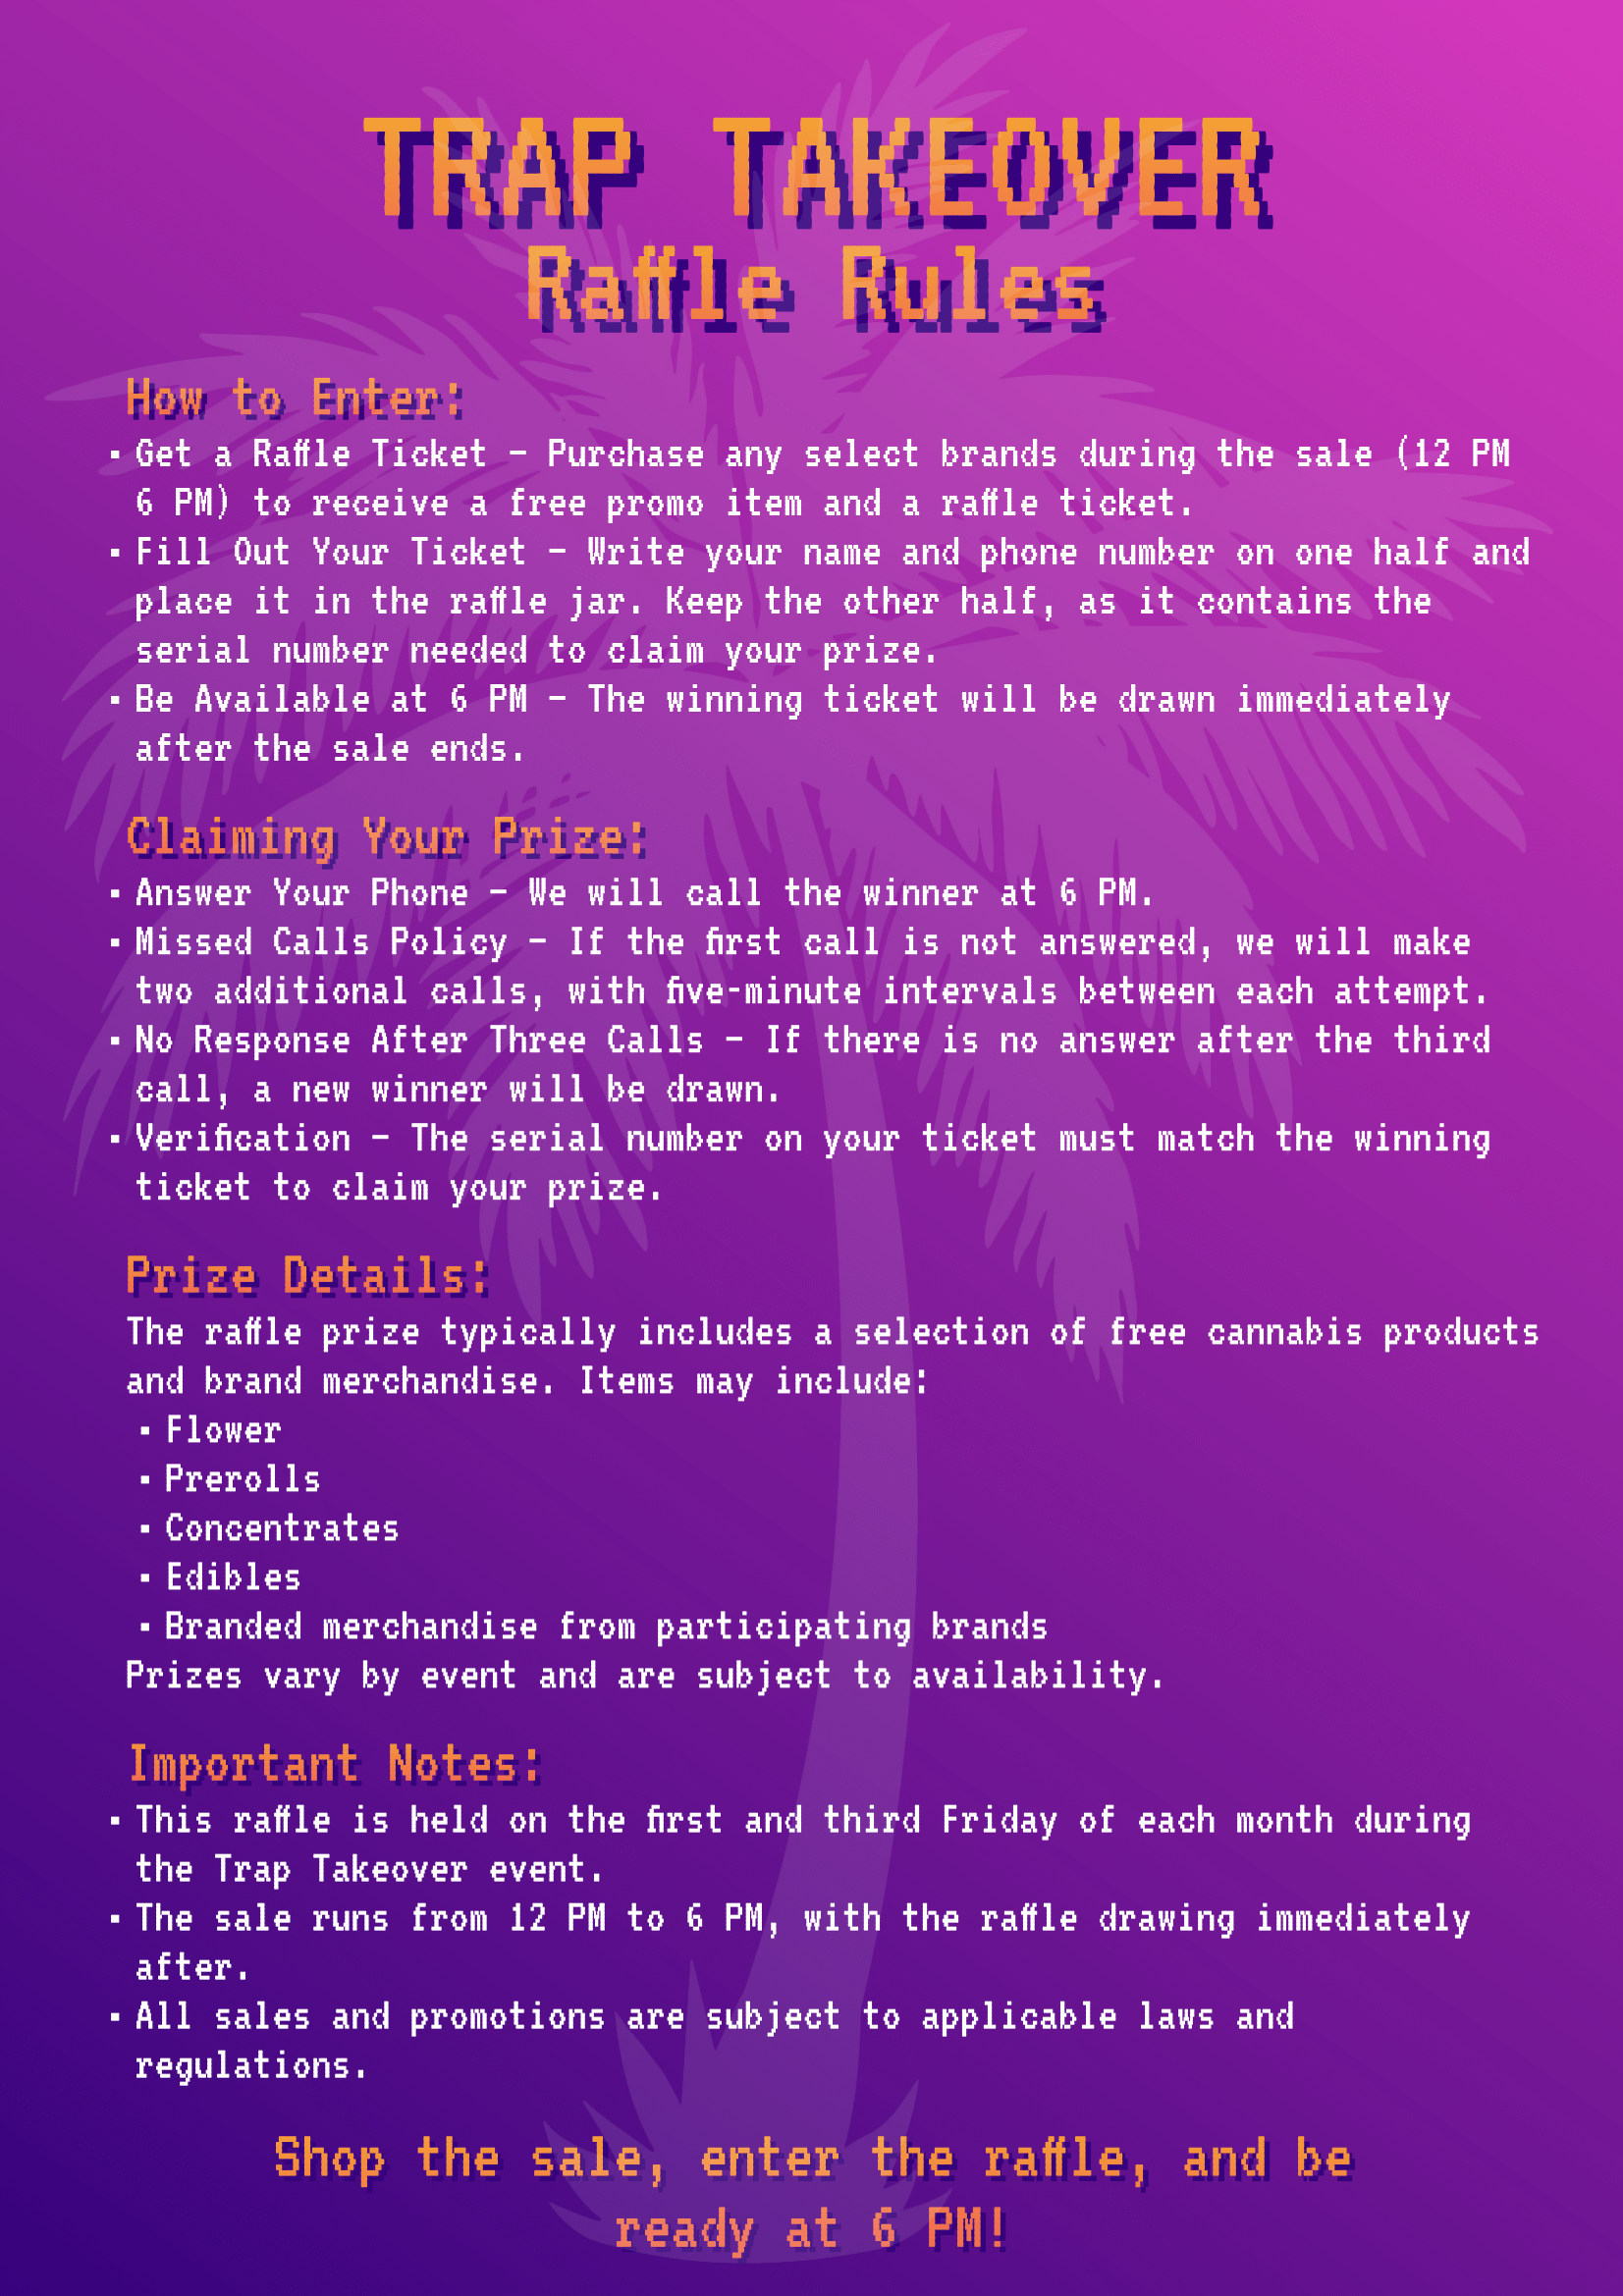 TRAP TAKEOVER
Raffle Rules
How to Enter:
▪ Get a Raffle Ticket – Purchase any select brands during the sale (12 PM
6 PM) to receive a free promo item and a raffle ticket.
▪ Fill Out Your Ticket – Write your name and phone number on one half and
place it in the raffle jar. Keep the other half, as it contains the
serial number needed to claim your prize.
▪ Be Available at 6 PM – The winning ticket will be drawn immediately
after the sale ends.
Claiming Your Prize:
▪ Answer Your Phone – We will call the winner at 6 PM.
▪ Missed Calls Policy – If the first call is not answered, we will make
two additional calls, with five-minute intervals between each attempt.
▪ No Response After Three Calls – If there is no answer after the third
call, a new winner will be drawn.
▪ Verification – The serial number on your ticket must match the winning
ticket to claim your prize.
Prize Details:
The raffle prize typically includes a selection of free cannabis products
and brand merchandise. Items may include:
▪ Flower
▪ Prerolls
▪ Concentrates
▪ Edibles
▪ Branded merchandise from participating brands
Prizes vary by event and are subject to availability.
Important Notes:
▪ This raffle is held on the first and third Friday of each month during
the Trap Takeover event.
▪ The sale runs from 12 PM to 6 PM, with the raffle drawing immediately
after.
▪ All sales and promotions are subject to applicable laws and
regulations.
Shop the sale, enter the raffle, and be
ready at 6 PM!